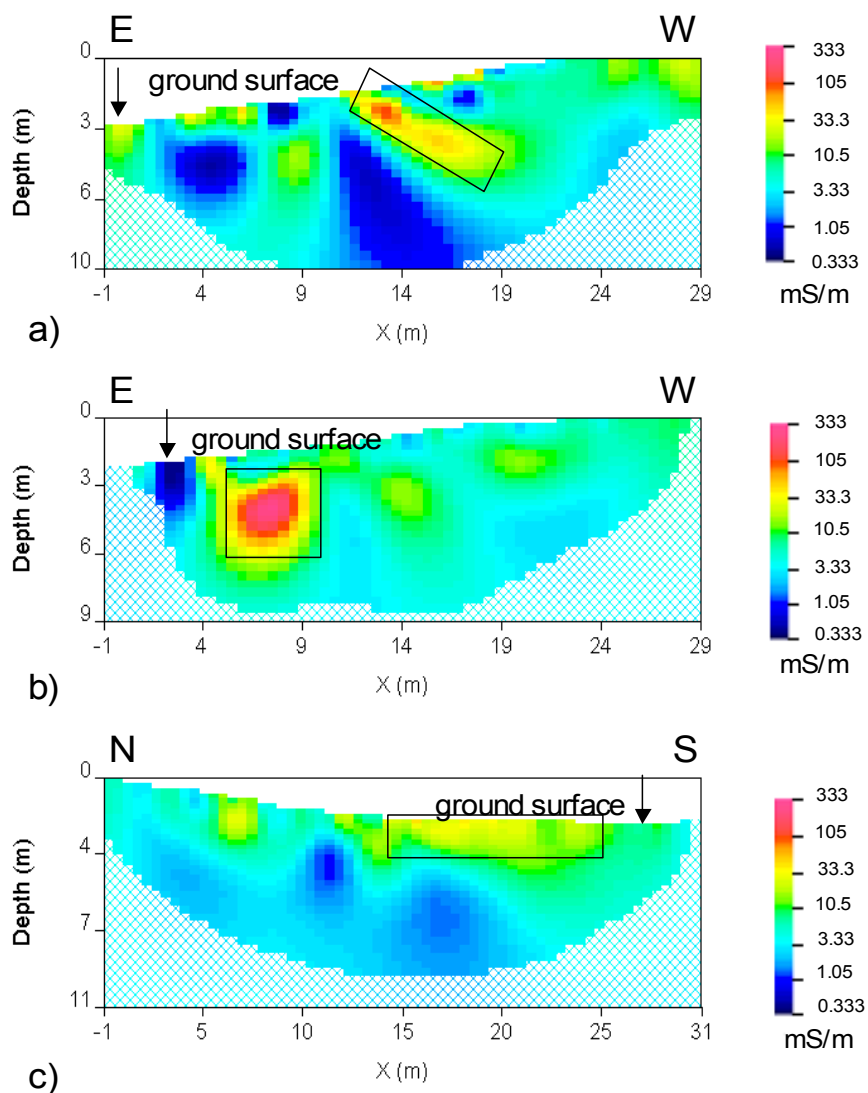 E W
ground surface
0
3
6
10
Depth (m)
-1 4 9 14 19 24 29
X (m)
333
105
33.3
10.5
3.33
1.05
0.333
mS/m
a)
E W
ground surface
0
3
6
9
Depth (m)
-1 4 9 14 19 24 29
X (m)
333
105
33.3
10.5
3.33
1.05
0.333
mS/m
b)
N S
ground surface
0
4
7
11
Depth (m)
-1 5 10 15 20 25 31
X (m)
333
105
33.3
10.5
3.33
1.05
0.333
mS/m
c)